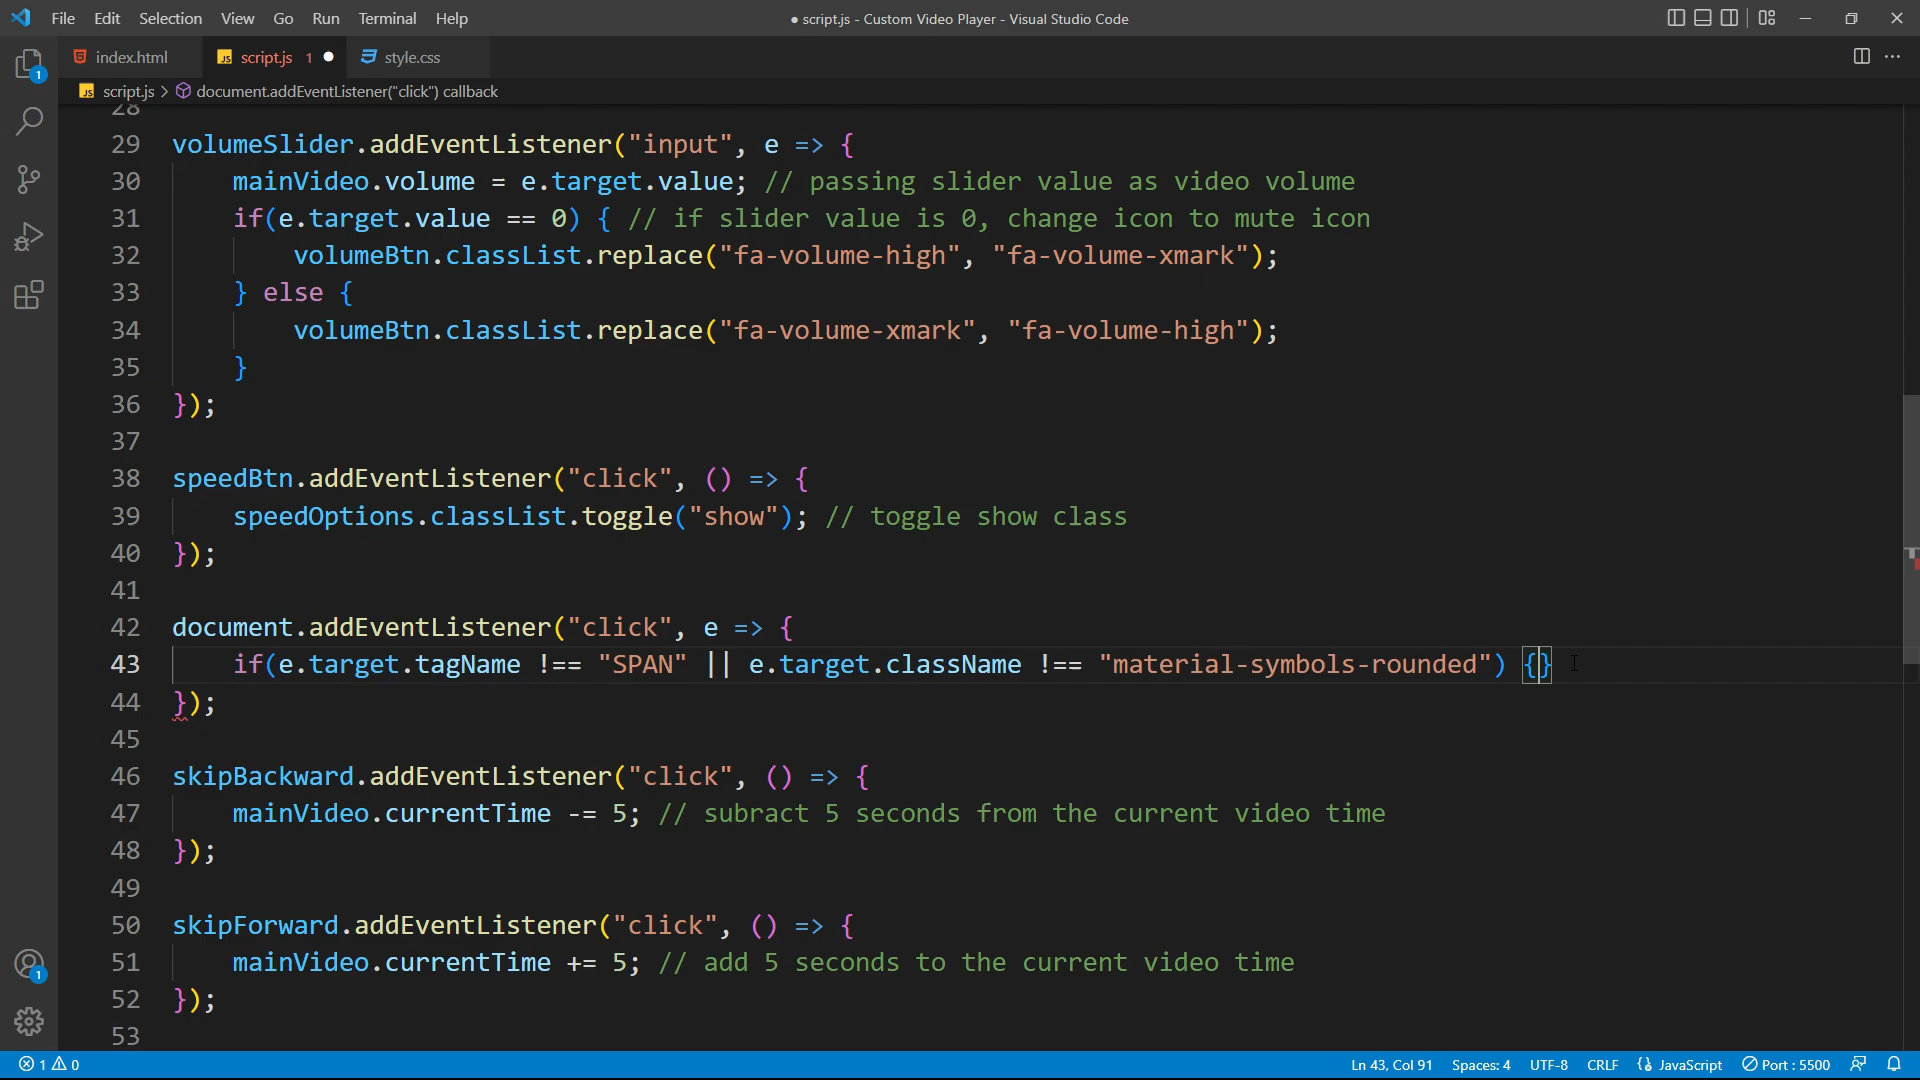 File Edit Selection View Go Run Terminal Help
● script.js - Custom Video Player - Visual Studio Code
index.html
JS script.js 1 ●
style.css
1
JS script.js > document.addEventListener("click") callback
28
29 volumeSlider.addEventListener("input", e => {
30 mainVideo.volume = e.target.value; // passing slider value as video volume
31 if(e.target.value == 0) { // if slider value is 0, change icon to mute icon
32 volumeBtn.classList.replace("fa-volume-high", "fa-volume-xmark");
33 } else {
34 volumeBtn.classList.replace("fa-volume-xmark", "fa-volume-high");
35 }
36 });
37
38 speedBtn.addEventListener("click", () => {
39 speedOptions.classList.toggle("show"); // toggle show class
40 });
41
42 document.addEventListener("click", e => {
43 if(e.target.tagName !== "SPAN" || e.target.className !== "material-symbols-rounded") {}
44 });
45
46 skipBackward.addEventListener("click", () => {
47 mainVideo.currentTime -= 5; // subract 5 seconds from the current video time
48 });
49
50 skipForward.addEventListener("click", () => {
51 mainVideo.currentTime += 5; // add 5 seconds to the current video time
52 });
53
1
1 0
Ln 43, Col 91 Spaces: 4 UTF-8 CRLF {} JavaScript Port : 5500